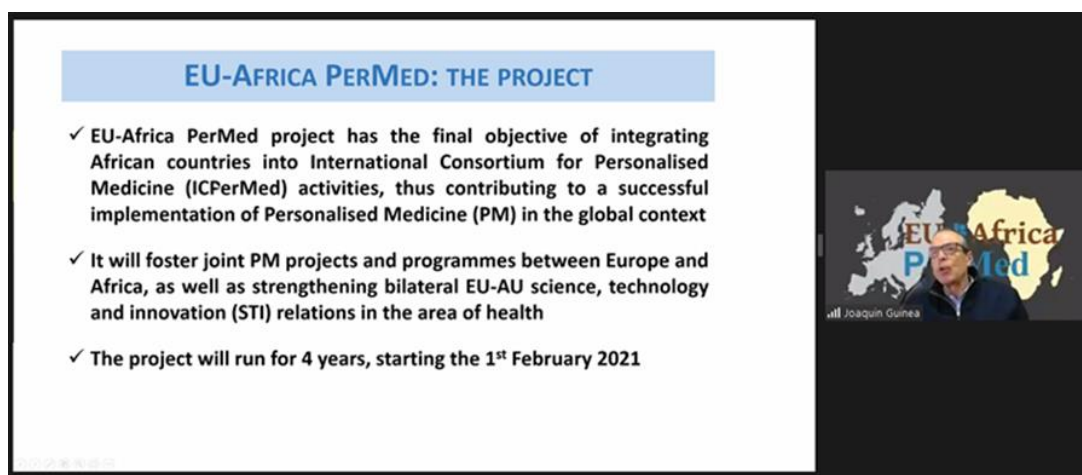 EU-AFRICA PERMED: THE PROJECT
✓ EU-Africa PerMed project has the final objective of integrating
African countries into International Consortium for Personalised
Medicine (ICPerMed) activities, thus contributing to a successful
implementation of Personalised Medicine (PM) in the global context
✓ It will foster joint PM projects and programmes between Europe and
Africa, as well as strengthening bilateral EU-AU science, technology
and innovation (STI) relations in the area of health
✓ The project will run for 4 years, starting the 1st February 2021
EU Africa
P Med
Joaquin Guinea